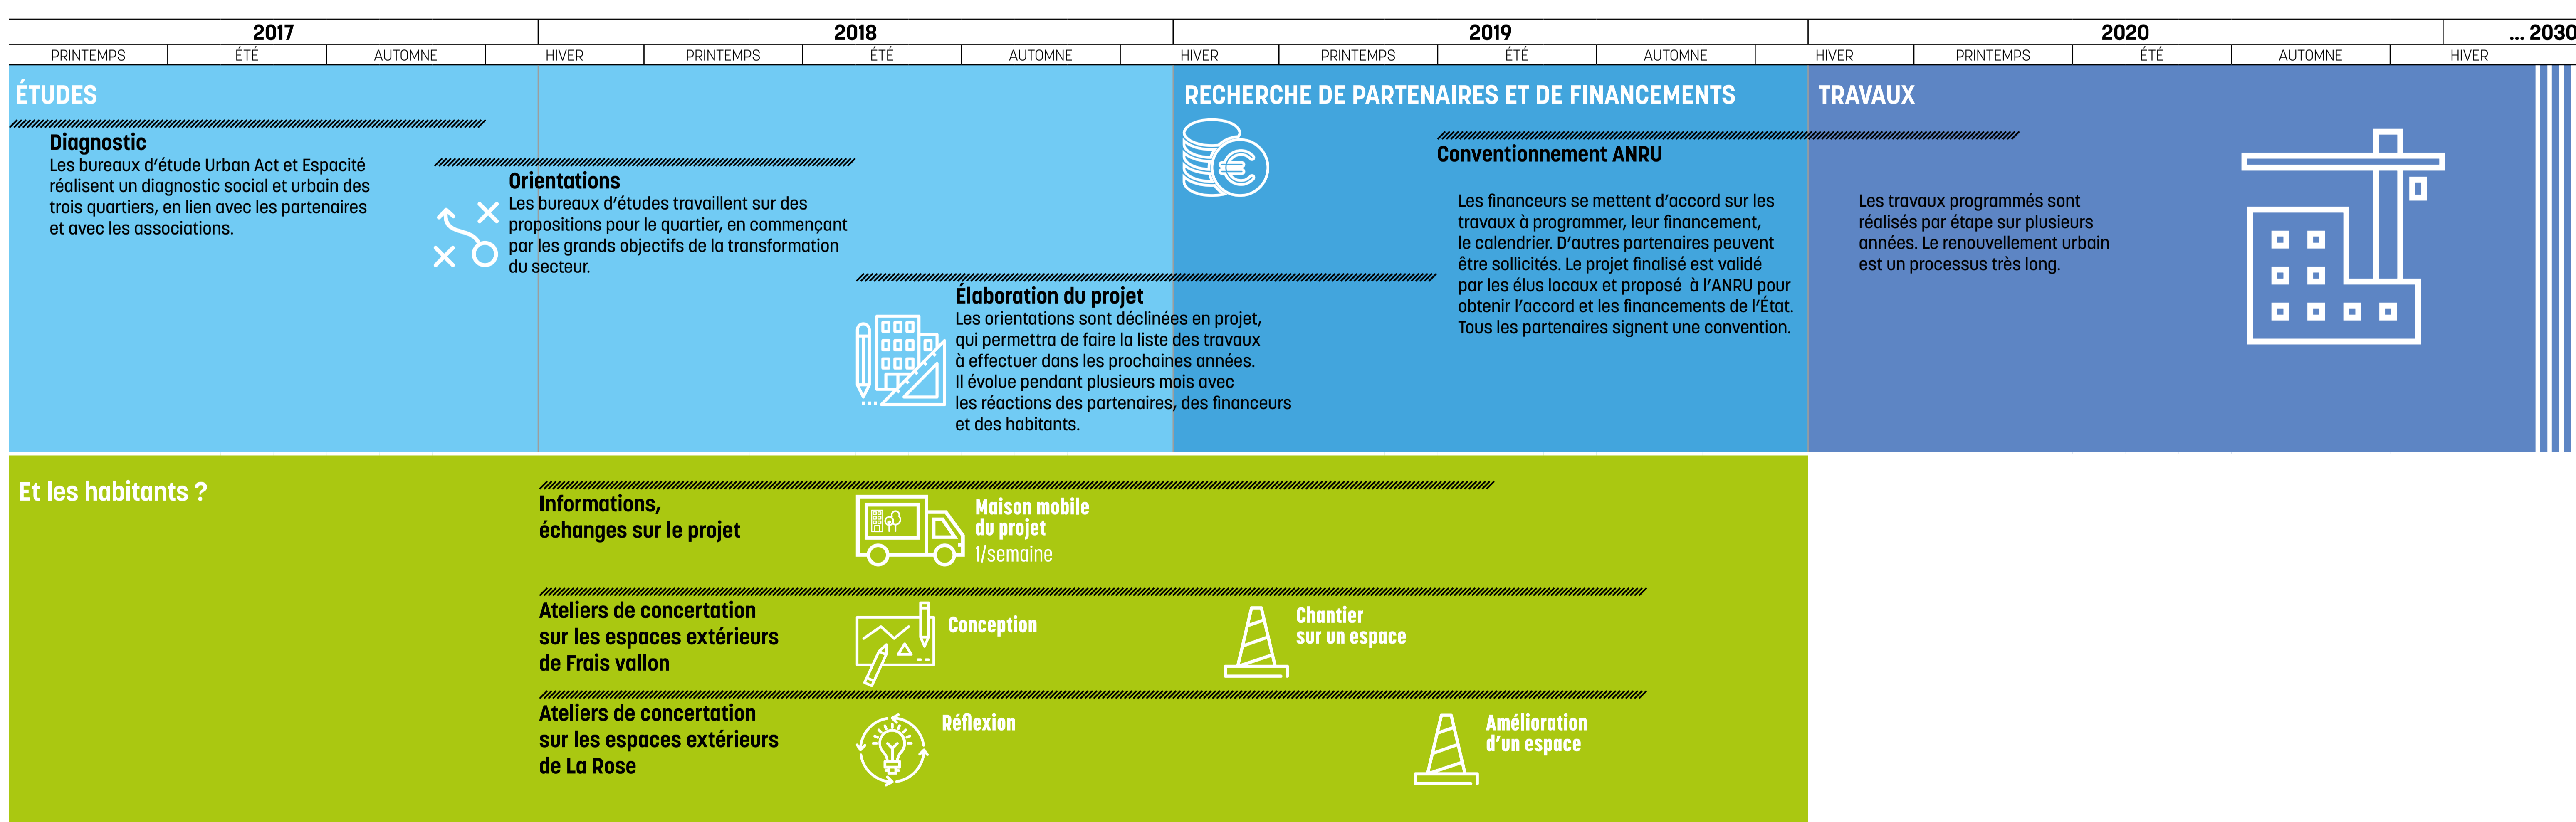 2017
2018
2019
2020
... 2030
PRINTEMPS
ÉTÉ
AUTOMNE
HIVER
PRINTEMPS
ÉTÉ
AUTOMNE
HIVER
PRINTEMPS
ÉTÉ
AUTOMNE
HIVER
PRINTEMPS
ÉTÉ
AUTOMNE
HIVER
ÉTUDES
Diagnostic
Les bureaux d’étude Urban Act et Espacité
réalisent un diagnostic social et urbain des
trois quartiers, en lien avec les partenaires
et avec les associations.
Orientations
Les bureaux d’études travaillent sur des
propositions pour le quartier, en commençant
par les grands objectifs de la transformation
du secteur.
Élaboration du projet
Les orientations sont déclinées en projet,
qui permettra de faire la liste des travaux
à effectuer dans les prochaines années.
Il évolue pendant plusieurs mois avec
les réactions des partenaires, des financeurs
et des habitants.
RECHERCHE DE PARTENAIRES ET DE FINANCEMENTS
Conventionnement ANRU
Les financeurs se mettent d’accord sur les
travaux à programmer, leur financement,
le calendrier. D’autres partenaires peuvent
être sollicités. Le projet finalisé est validé
par les élus locaux et proposé à l’ANRU pour
obtenir l’accord et les financements de l’État.
Tous les partenaires signent une convention.
TRAVAUX
Les travaux programmés sont
réalisés par étape sur plusieurs
années. Le renouvellement urbain
est un processus très long.
Et les habitants ?
Informations,
échanges sur le projet
Maison mobile
du projet
1/semaine
Ateliers de concertation
sur les espaces extérieurs
de Frais vallon
Conception
Chantier
sur un espace
Ateliers de concertation
sur les espaces extérieurs
de La Rose
Réflexion
Amélioration
d’un espace